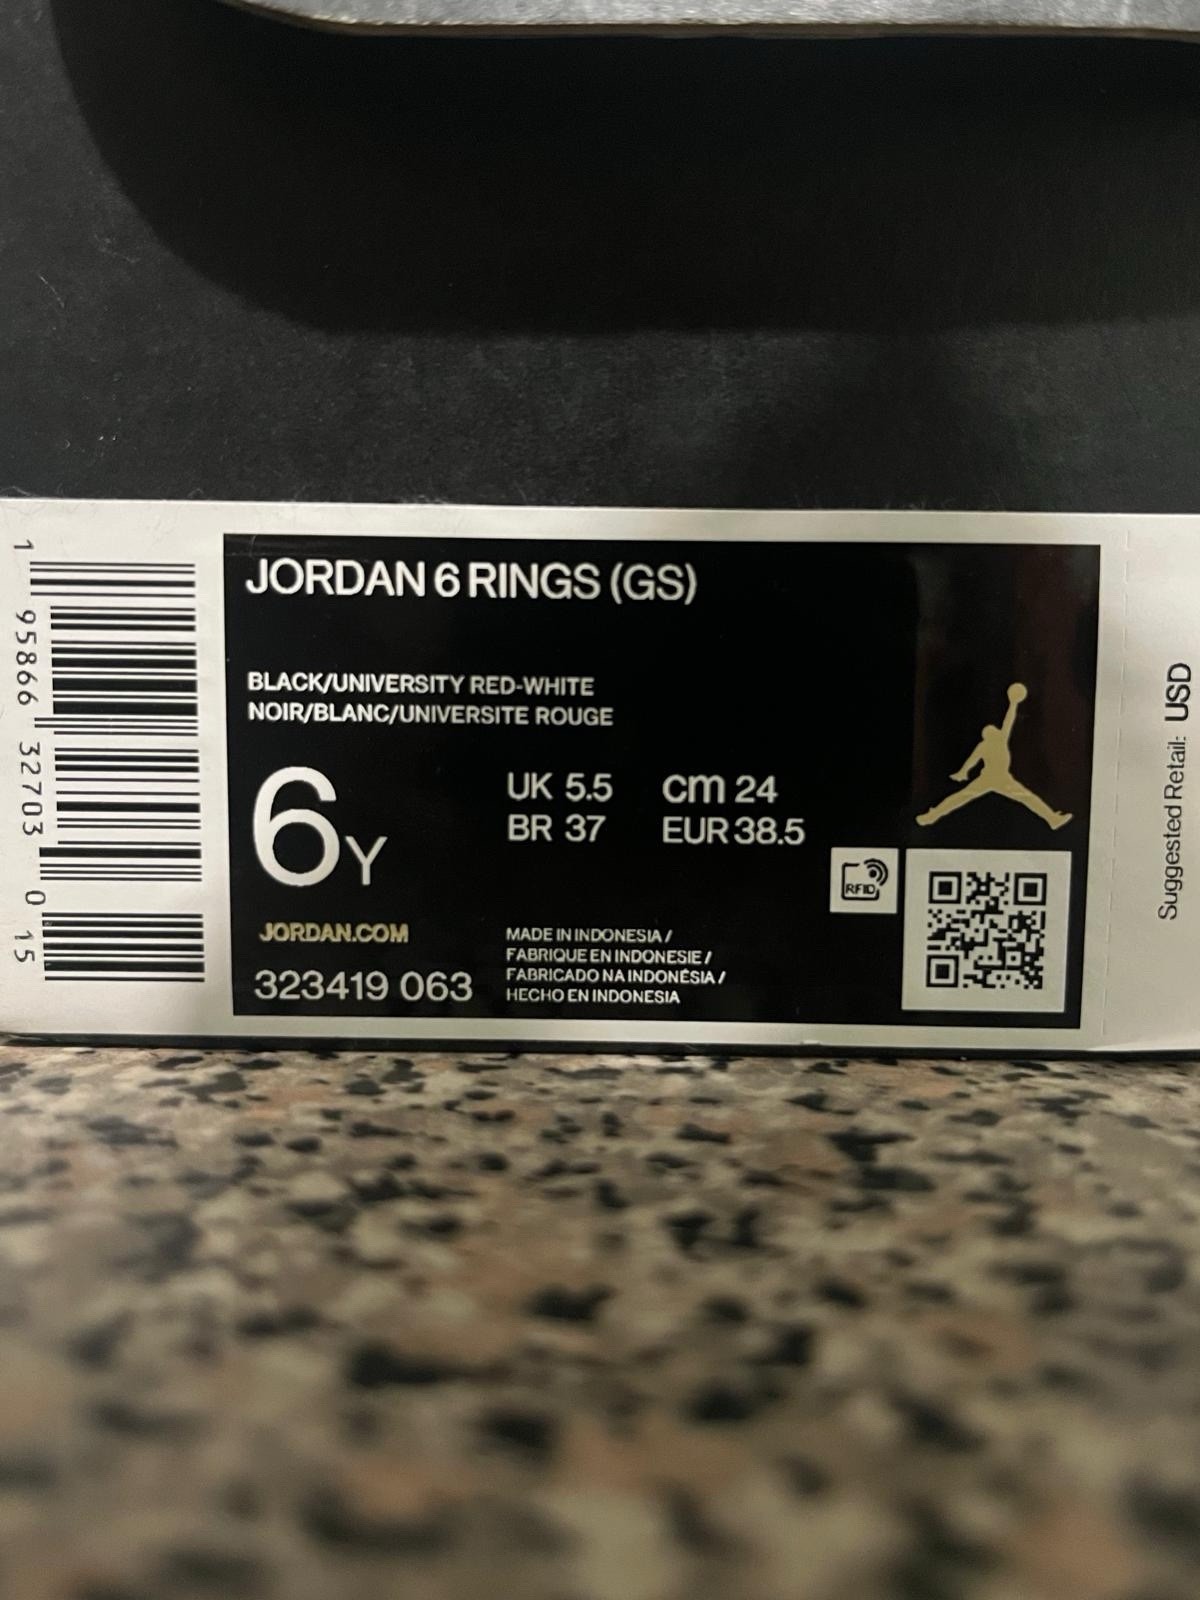 JORDAN 6 RINGS (GS)
BLACK/UNIVERSITY RED-WHITE
NOIR/BLANC/UNIVERSITE ROUGE
6Y
UK 5.5 cm 24
BR 37 EUR 38.5
RFID
JORDAN.COM
323419 063
MADE IN INDONESIA /
FABRIQUE EN INDONESIE /
FABRICADO NA INDONÉSIA /
HECHO EN INDONESIA
1 95866 32703 0 15
Suggested Retail: USD